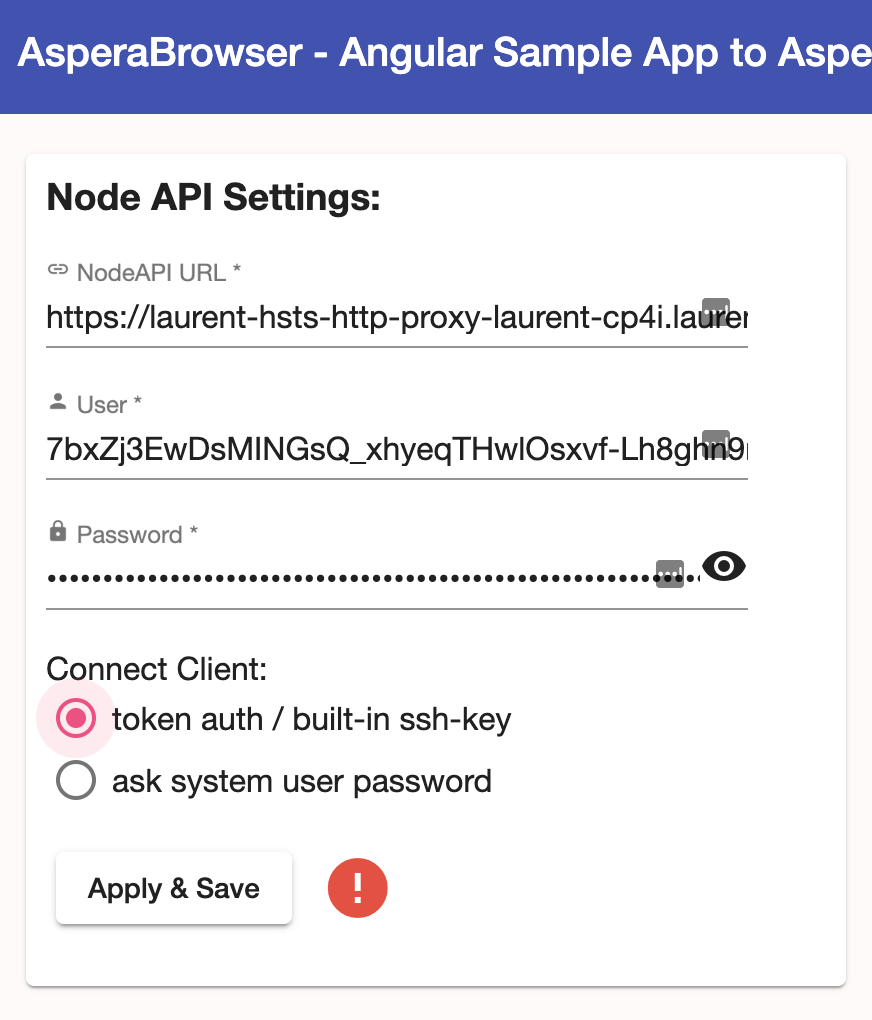 AsperaBrowser - Angular Sample App to Aspe
Node API Settings:
NodeAPI URL *
https://laurent-hsts-http-proxy-laurent-cp4i.laurer
User *
7bxZj3EwDsMINGsQ_xhyeqTHwlOsxvf-Lh8ghn9
Password *
Connect Client:
token auth / built-in ssh-key
ask system user password
Apply & Save